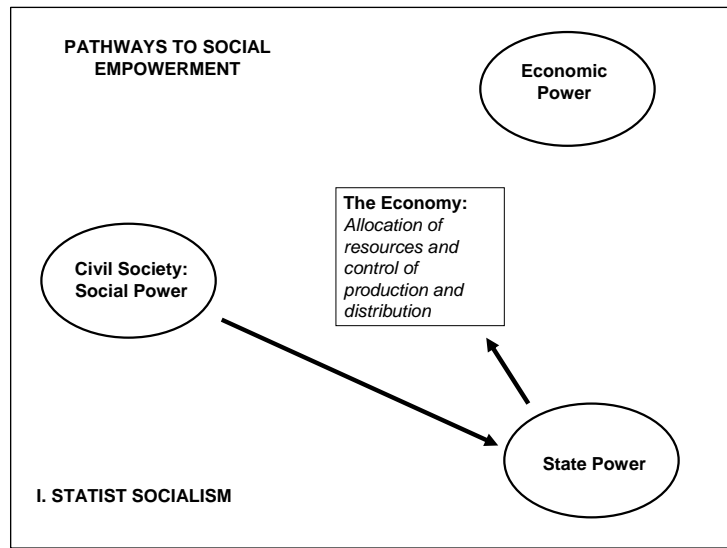 PATHWAYS TO SOCIAL
EMPOWERMENT
Economic
Power
The Economy:
Allocation of
resources and
control of
production and
distribution
Civil Society:
Social Power
State Power
I. STATIST SOCIALISM